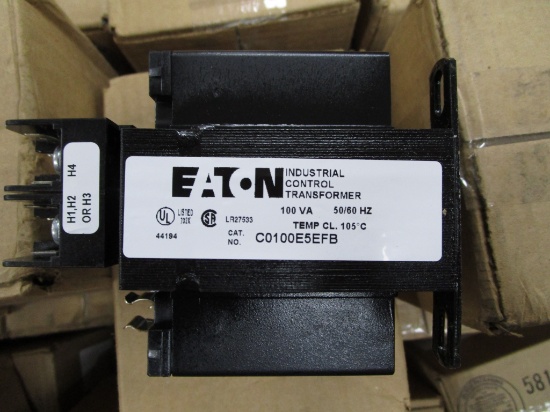 EATON
INDUSTRIAL
CONTROL
TRANSFORMER
100 VA 50/60 HZ
UL LISTED
LR27533
TEMP CL. 105°C
44194
CAT.
NO. C0100E5EFB
H1,H2 H4
OR,H3
581